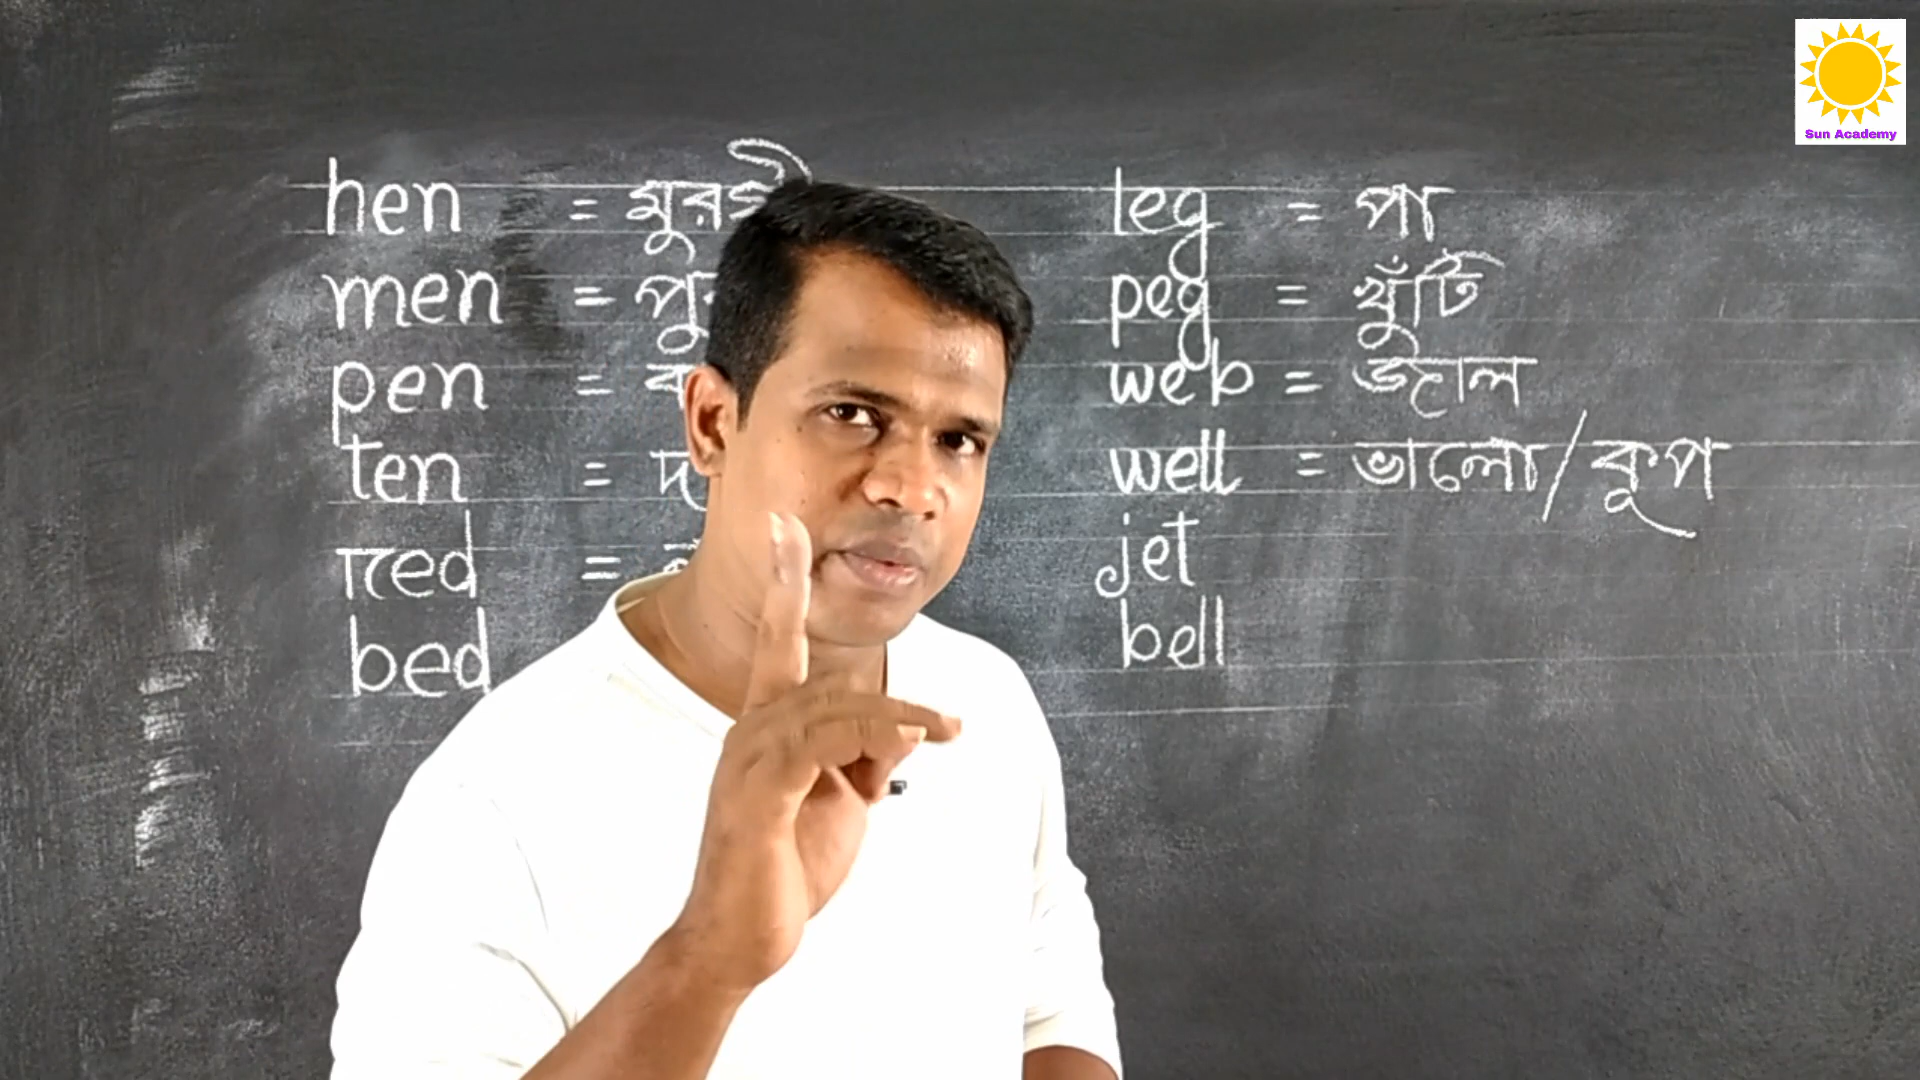 Sun Academy
hen = মুরগী
men =
pen =
ten =
red =
bed
leg = পা
peg = খুঁটি
web = জাল
well = ভালো/কূপ
jet
bell